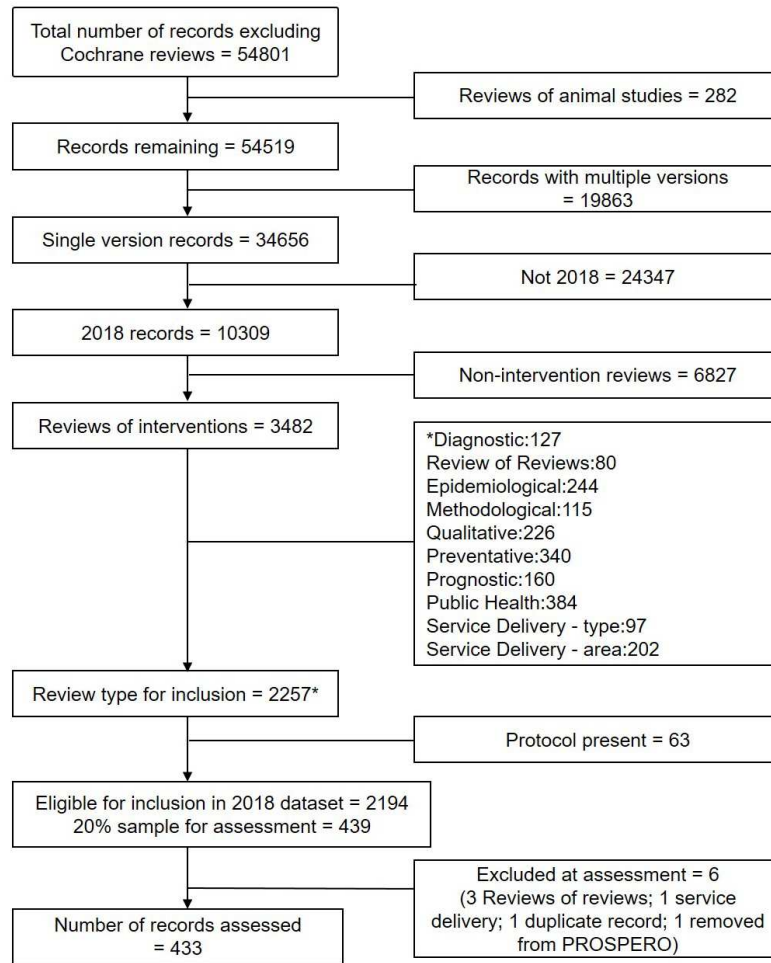 Total number of records excluding
Cochrane reviews = 54801
Reviews of animal studies = 282
Records remaining = 54519
Records with multiple versions
= 19863
Single version records = 34656
Not 2018 = 24347
2018 records = 10309
Non-intervention reviews = 6827
Reviews of interventions = 3482
*Diagnostic:127
Review of Reviews:80
Epidemiological:244
Methodological:115
Qualitative:226
Preventative:340
Prognostic:160
Public Health:384
Service Delivery - type:97
Service Delivery - area:202
Review type for inclusion = 2257*
Protocol present = 63
Eligible for inclusion in 2018 dataset = 2194
20% sample for assessment = 439
Excluded at assessment = 6
(3 Reviews of reviews; 1 service
delivery; 1 duplicate record; 1 removed
from PROSPERO)
Number of records assessed
= 433